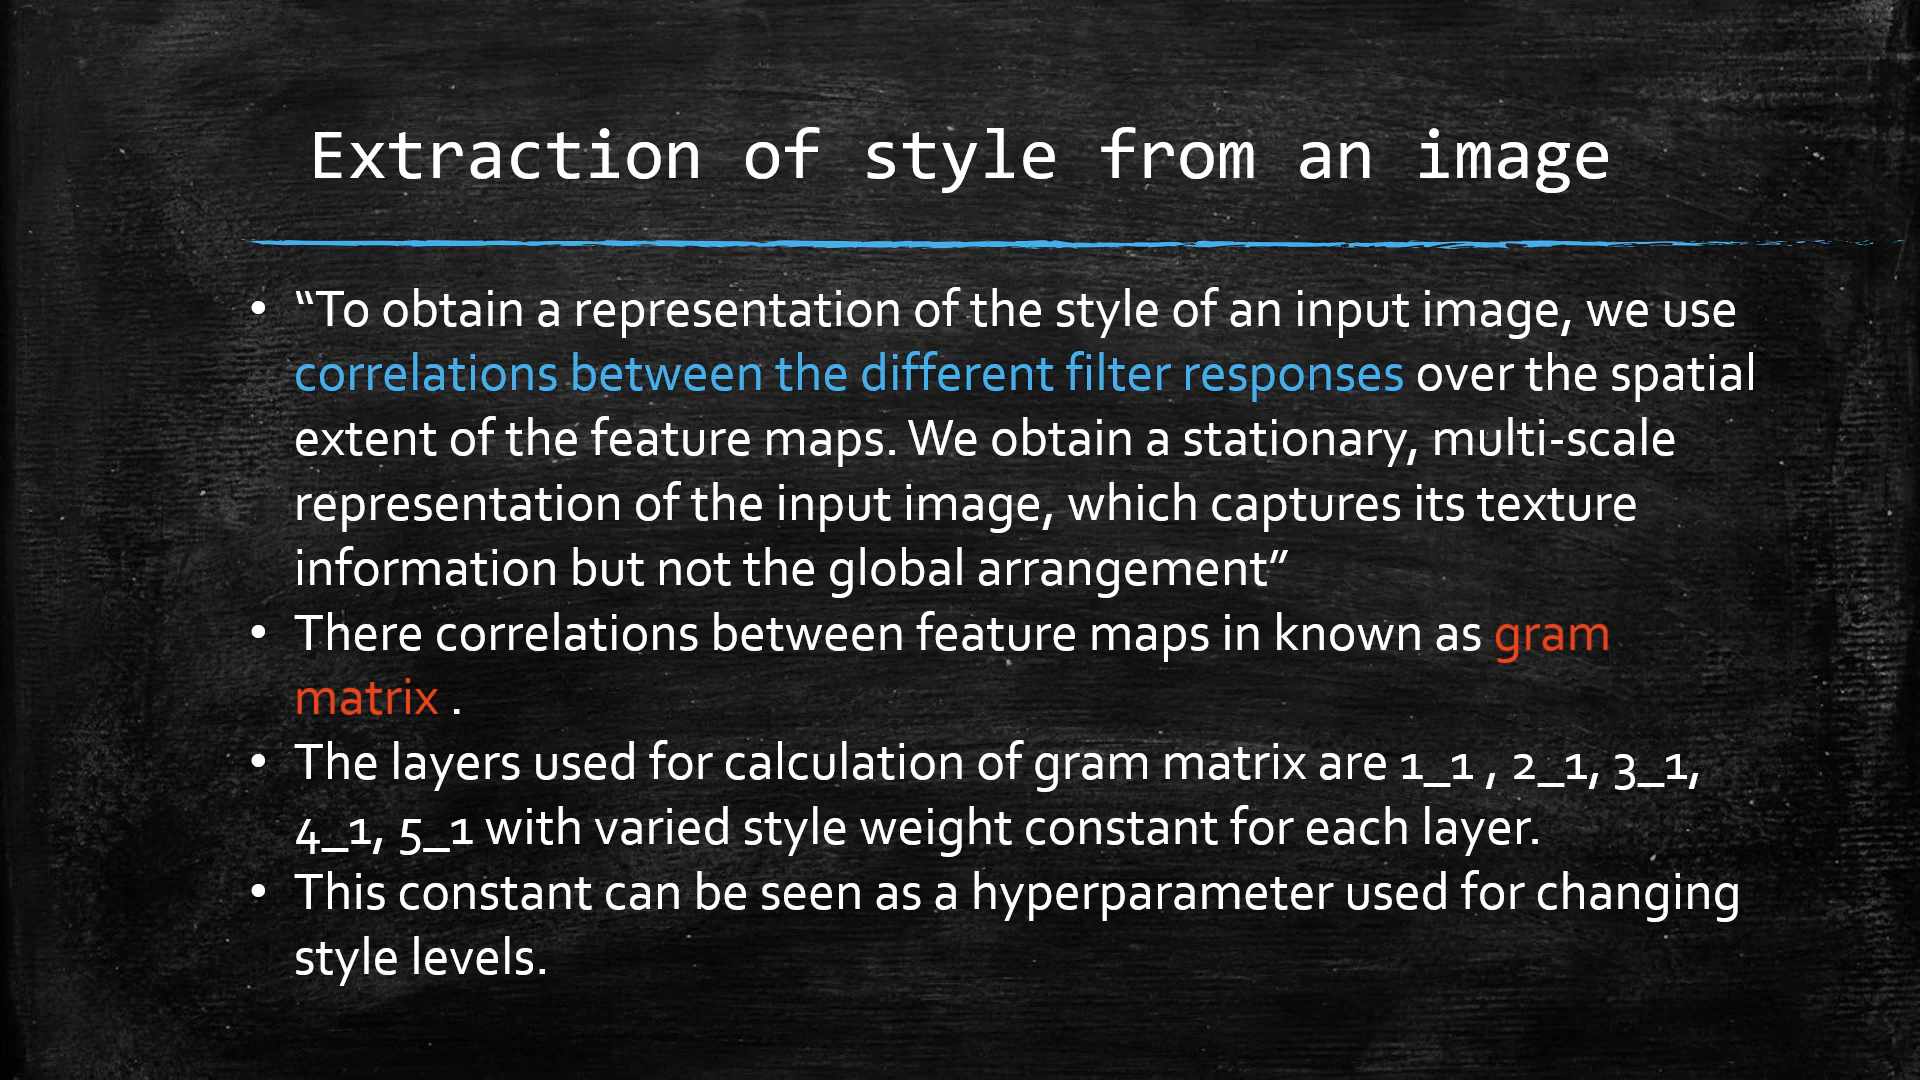 Extraction of style from an image
• “To obtain a representation of the style of an input image, we use
correlations between the different filter responses over the spatial
extent of the feature maps. We obtain a stationary, multi-scale
representation of the input image, which captures its texture
information but not the global arrangement”
• There correlations between feature maps in known as gram
matrix .
• The layers used for calculation of gram matrix are 1_1 , 2_1, 3_1,
4_1, 5_1 with varied style weight constant for each layer.
• This constant can be seen as a hyperparameter used for changing
style levels.